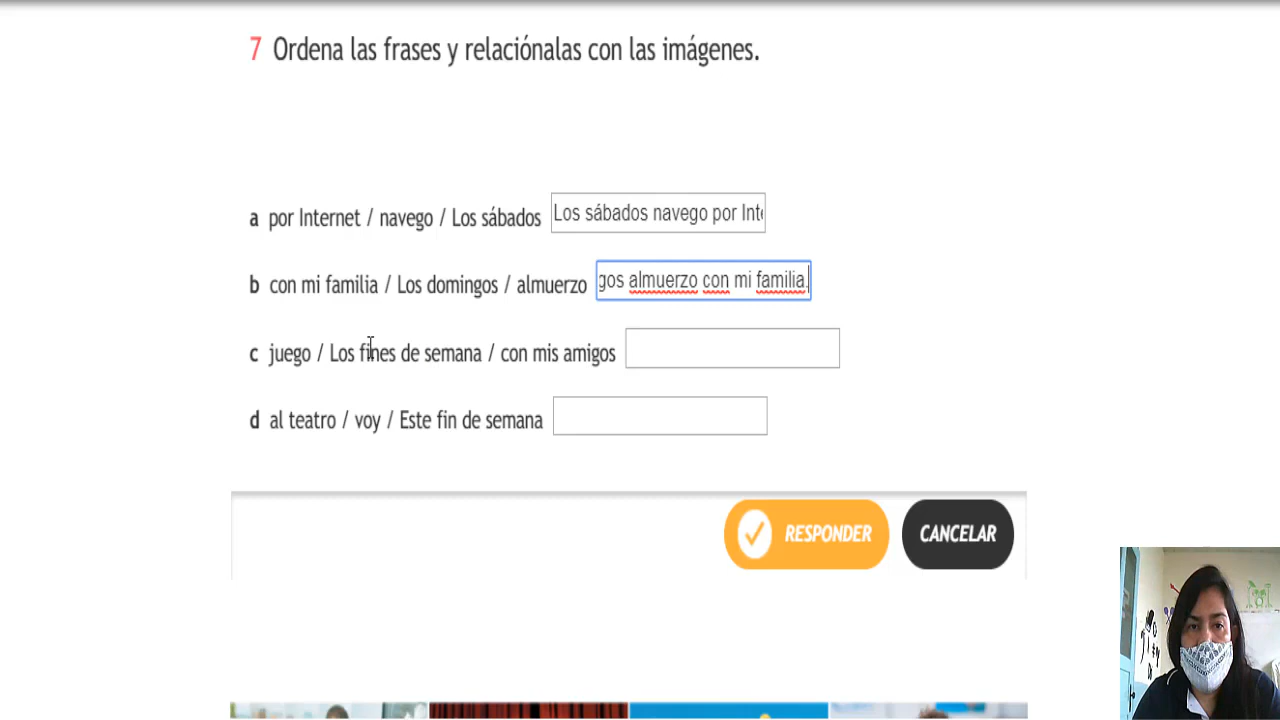 7 Ordena las frases y relaciónalas con las imágenes.
a por Internet / navego / Los sábados Los sábados navego por Int
b con mi familia / Los domingos / almuerzo gos almuerzo con mi familia.
c juego / Los fines de semana / con mis amigos
d al teatro / voy / Este fin de semana
RESPONDER CANCELAR